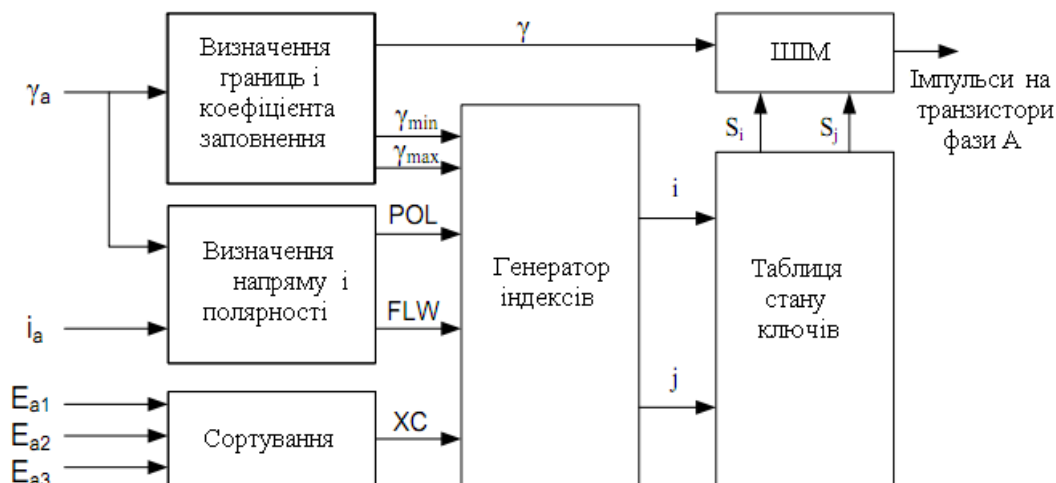 γa
ia
Ea1
Ea2
Ea3
Визначення
границь і
коефіцієнта
заповнення
Визначення
напряму і
полярності
Сортування
γ
γmin
γmax
POL
FLW
XC
Генератор
індексів
i
j
ШІМ
Si
Sj
Таблиця
стану
ключів
Імпульси на
транзистори
фази А